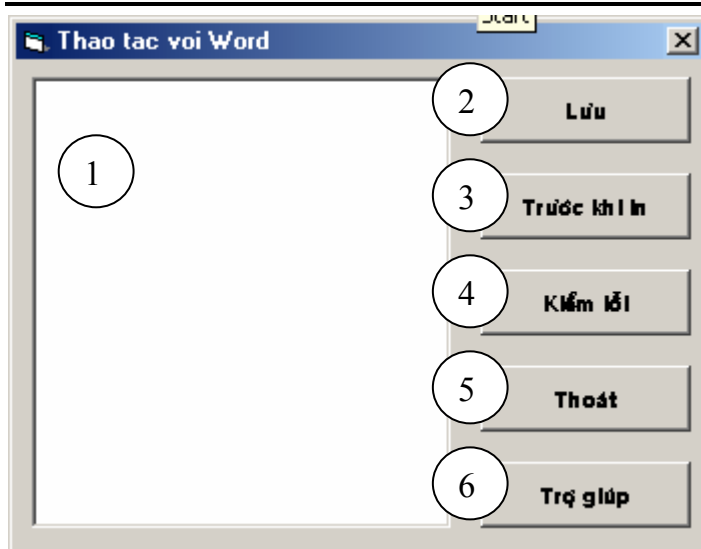 Start
Thao tac voi Word
1
2
Lưu
3
Trước khi in
4
Kiểm lỗi
5
Thoát
6
Trợ giúp